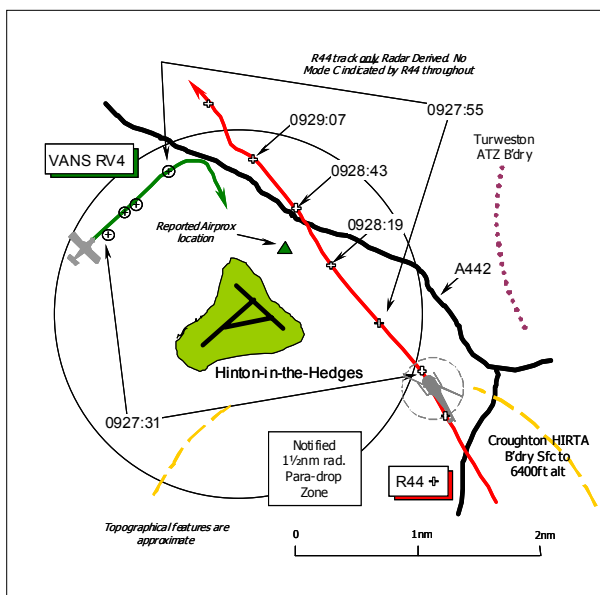 R44 track only Radar Derived. No
Mode C indicated by R44 throughout
0927:55
0929:07
Turweston
ATZ B'dry
VANS RV4
0928:43
Reported Airprox
location
0928:19
A442
Hinton-in-the-Hedges
0927:31
Croughton HIRTA
B'dry Sfc to
6400ft alt
Notified
1½nm rad.
Para-drop
Zone
R44
Topographical features are
approximate
0
1nm
2nm